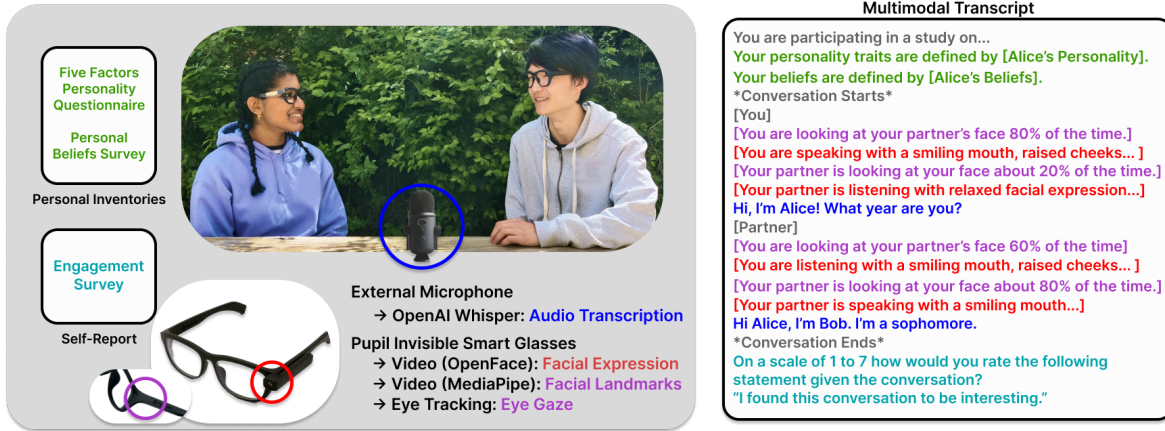 Five Factors
Personality
Questionnaire
Personal
Beliefs Survey
Personal Inventories
Engagement
Survey
Self-Report
External Microphone
→ OpenAI Whisper: Audio Transcription
Pupil Invisible Smart Glasses
→ Video (OpenFace): Facial Expression
→ Video (MediaPipe): Facial Landmarks
→ Eye Tracking: Eye Gaze
Multimodal Transcript
You are participating in a study on...
Your personality traits are defined by [Alice's Personality].
Your beliefs are defined by [Alice's Beliefs].
*Conversation Starts*
[You]
[You are looking at your partner's face 80% of the time.]
[You are speaking with a smiling mouth, raised cheeks... ]
[Your partner is looking at your face about 20% of the time.]
[Your partner is listening with relaxed facial expression...]
Hi, I'm Alice! What year are you?
[Partner]
[You are looking at your partner's face 60% of the time]
[You are listening with a smiling mouth, raised cheeks... ]
[Your partner is looking at your face about 80% of the time.]
[Your partner is speaking with a smiling mouth...]
Hi Alice, I'm Bob. I'm a sophomore.
*Conversation Ends*
On a scale of 1 to 7 how would you rate the following
statement given the conversation?
"I found this conversation to be interesting."